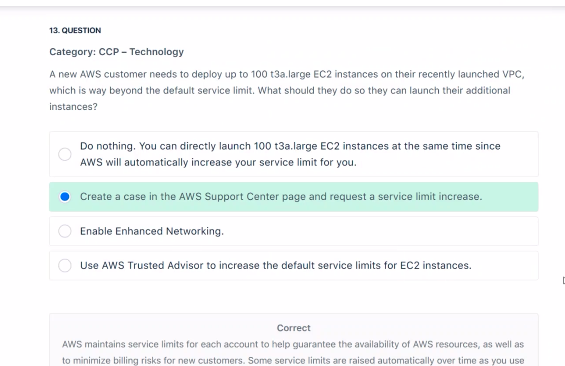 13. QUESTION
Category: CCP – Technology
A new AWS customer needs to deploy up to 100 t3a.large EC2 instances on their recently launched VPC,
which is way beyond the default service limit. What should they do so they can launch their additional
instances?
Do nothing. You can directly launch 100 t3a.large EC2 instances at the same time since
AWS will automatically increase your service limit for you.
Create a case in the AWS Support Center page and request a service limit increase.
Enable Enhanced Networking.
Use AWS Trusted Advisor to increase the default service limits for EC2 instances.
Correct
AWS maintains service limits for each account to help guarantee the availability of AWS resources, as well as
to minimize billing risks for new customers. Some service limits are raised automatically over time as you use